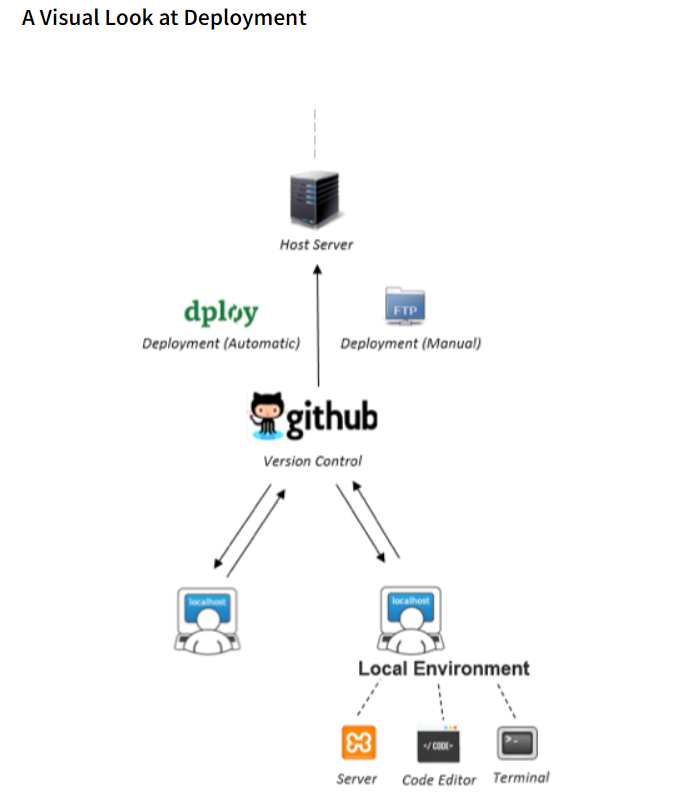 A Visual Look at Deployment
Host Server
dploy
FTP
Deployment (Automatic)
Deployment (Manual)
github
Version Control
localhost
localhost
Local Environment
</ CODE>
>-
Server
Code Editor
Terminal